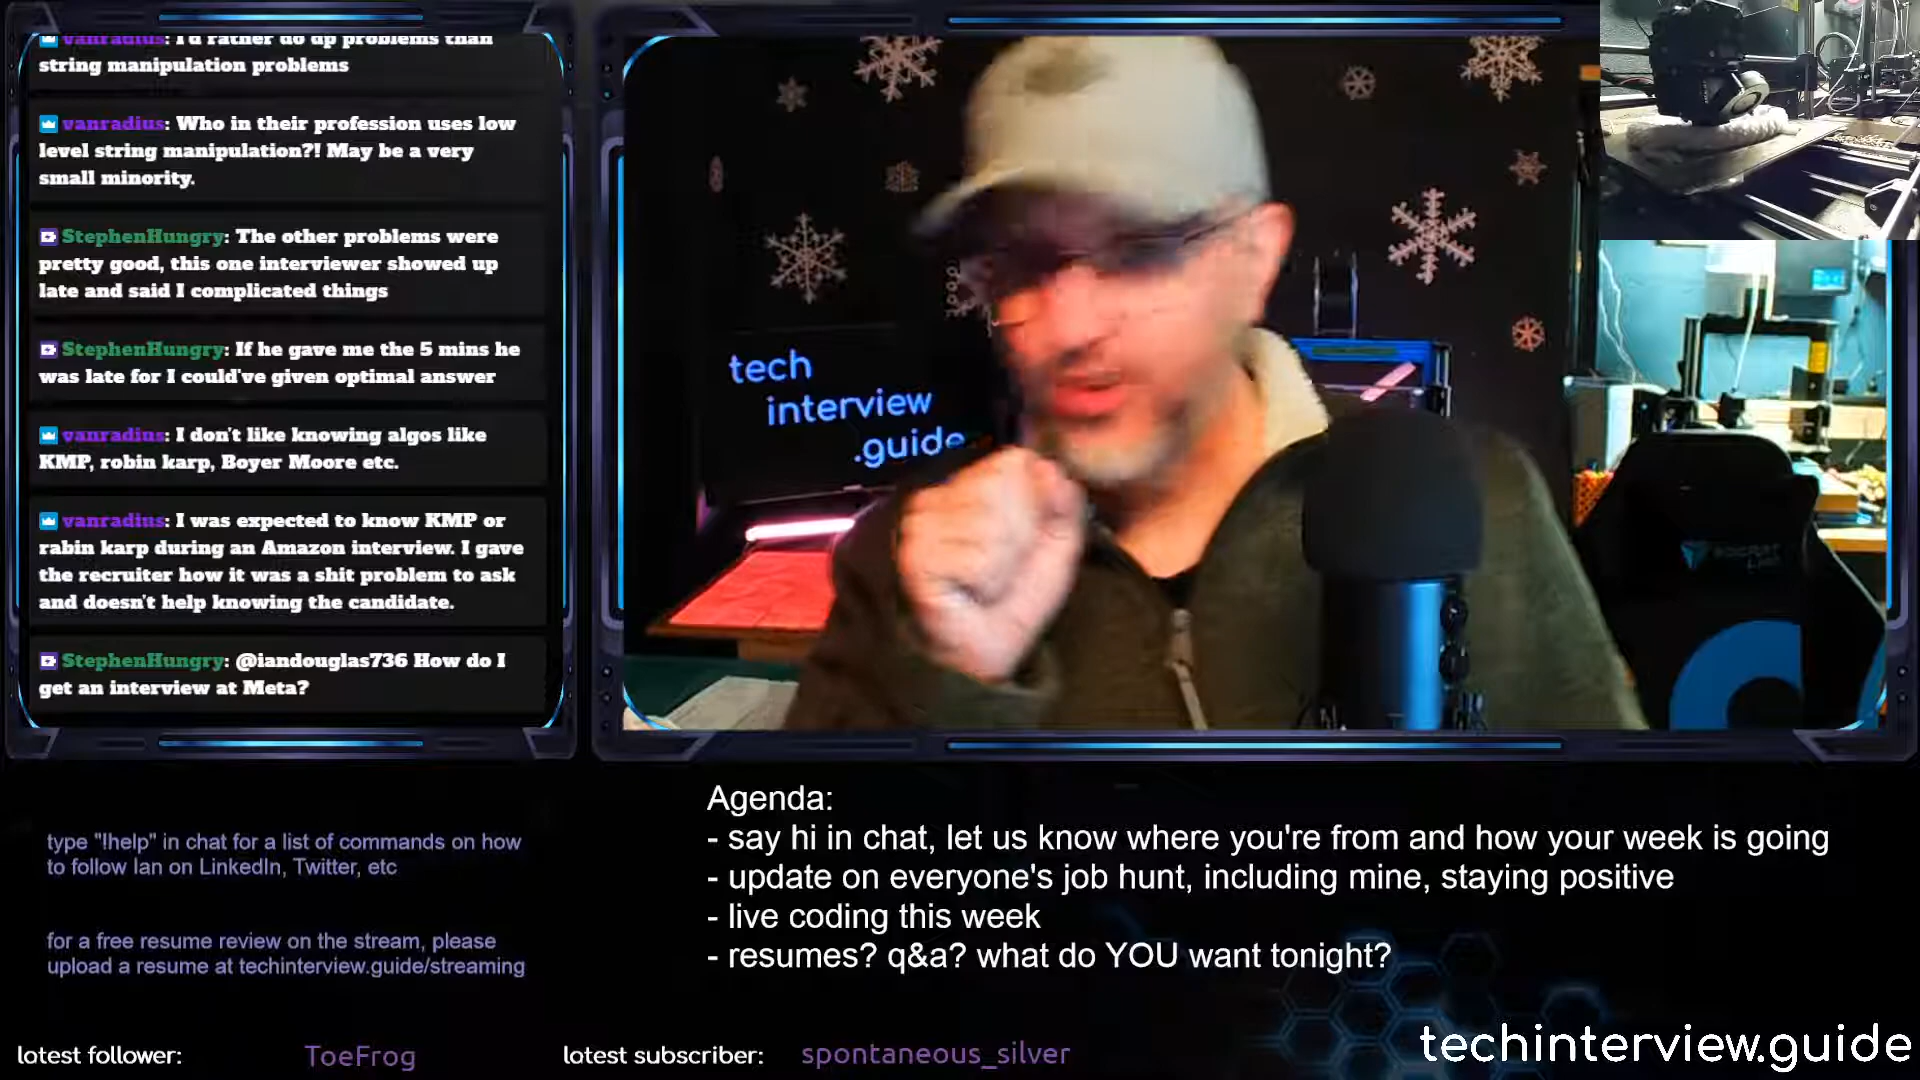 vanradius: I'd rather do dp problems than
string manipulation problems
vanradius: Who in their profession uses low
level string manipulation?! May be a very
small minority.
StephenHungry: The other problems were
pretty good, this one interviewer showed up
late and said I complicated things
StephenHungry: If he gave me the 5 mins he
was late for I could've given optimal answer
vanradius: I don't like knowing algos like
KMP, robin karp, Boyer Moore etc.
vanradius: I was expected to know KMP or
rabin karp during an Amazon interview. I gave
the recruiter how it was a shit problem to ask
and doesn't help knowing the candidate.
StephenHungry: @iandouglas736 How do I
get an interview at Meta?
tech
interview
.guide
type "!help" in chat for a list of commands on how
to follow Ian on LinkedIn, Twitter, etc
for a free resume review on the stream, please
upload a resume at techinterview.guide/streaming
Agenda:
- say hi in chat, let us know where you're from and how your week is going
- update on everyone's job hunt, including mine, staying positive
- live coding this week
- resumes? q&a? what do YOU want tonight?
latest follower: ToeFrog
latest subscriber: spontaneous_silver
techinterview.guide